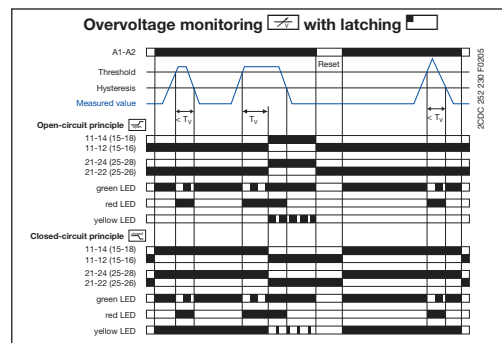 Overvoltage monitoring with latching
A1-A2
Reset
Threshold
Hysteresis
Measured value
< Tv
Tv
< Tv
Open-circuit principle
11-14 (15-18)
11-12 (15-16)
21-24 (25-28)
21-22 (25-26)
green LED
red LED
yellow LED
Closed-circuit principle
11-14 (15-18)
11-12 (15-16)
21-24 (25-28)
21-22 (25-26)
green LED
red LED
yellow LED
2CDC 252 230 F0205